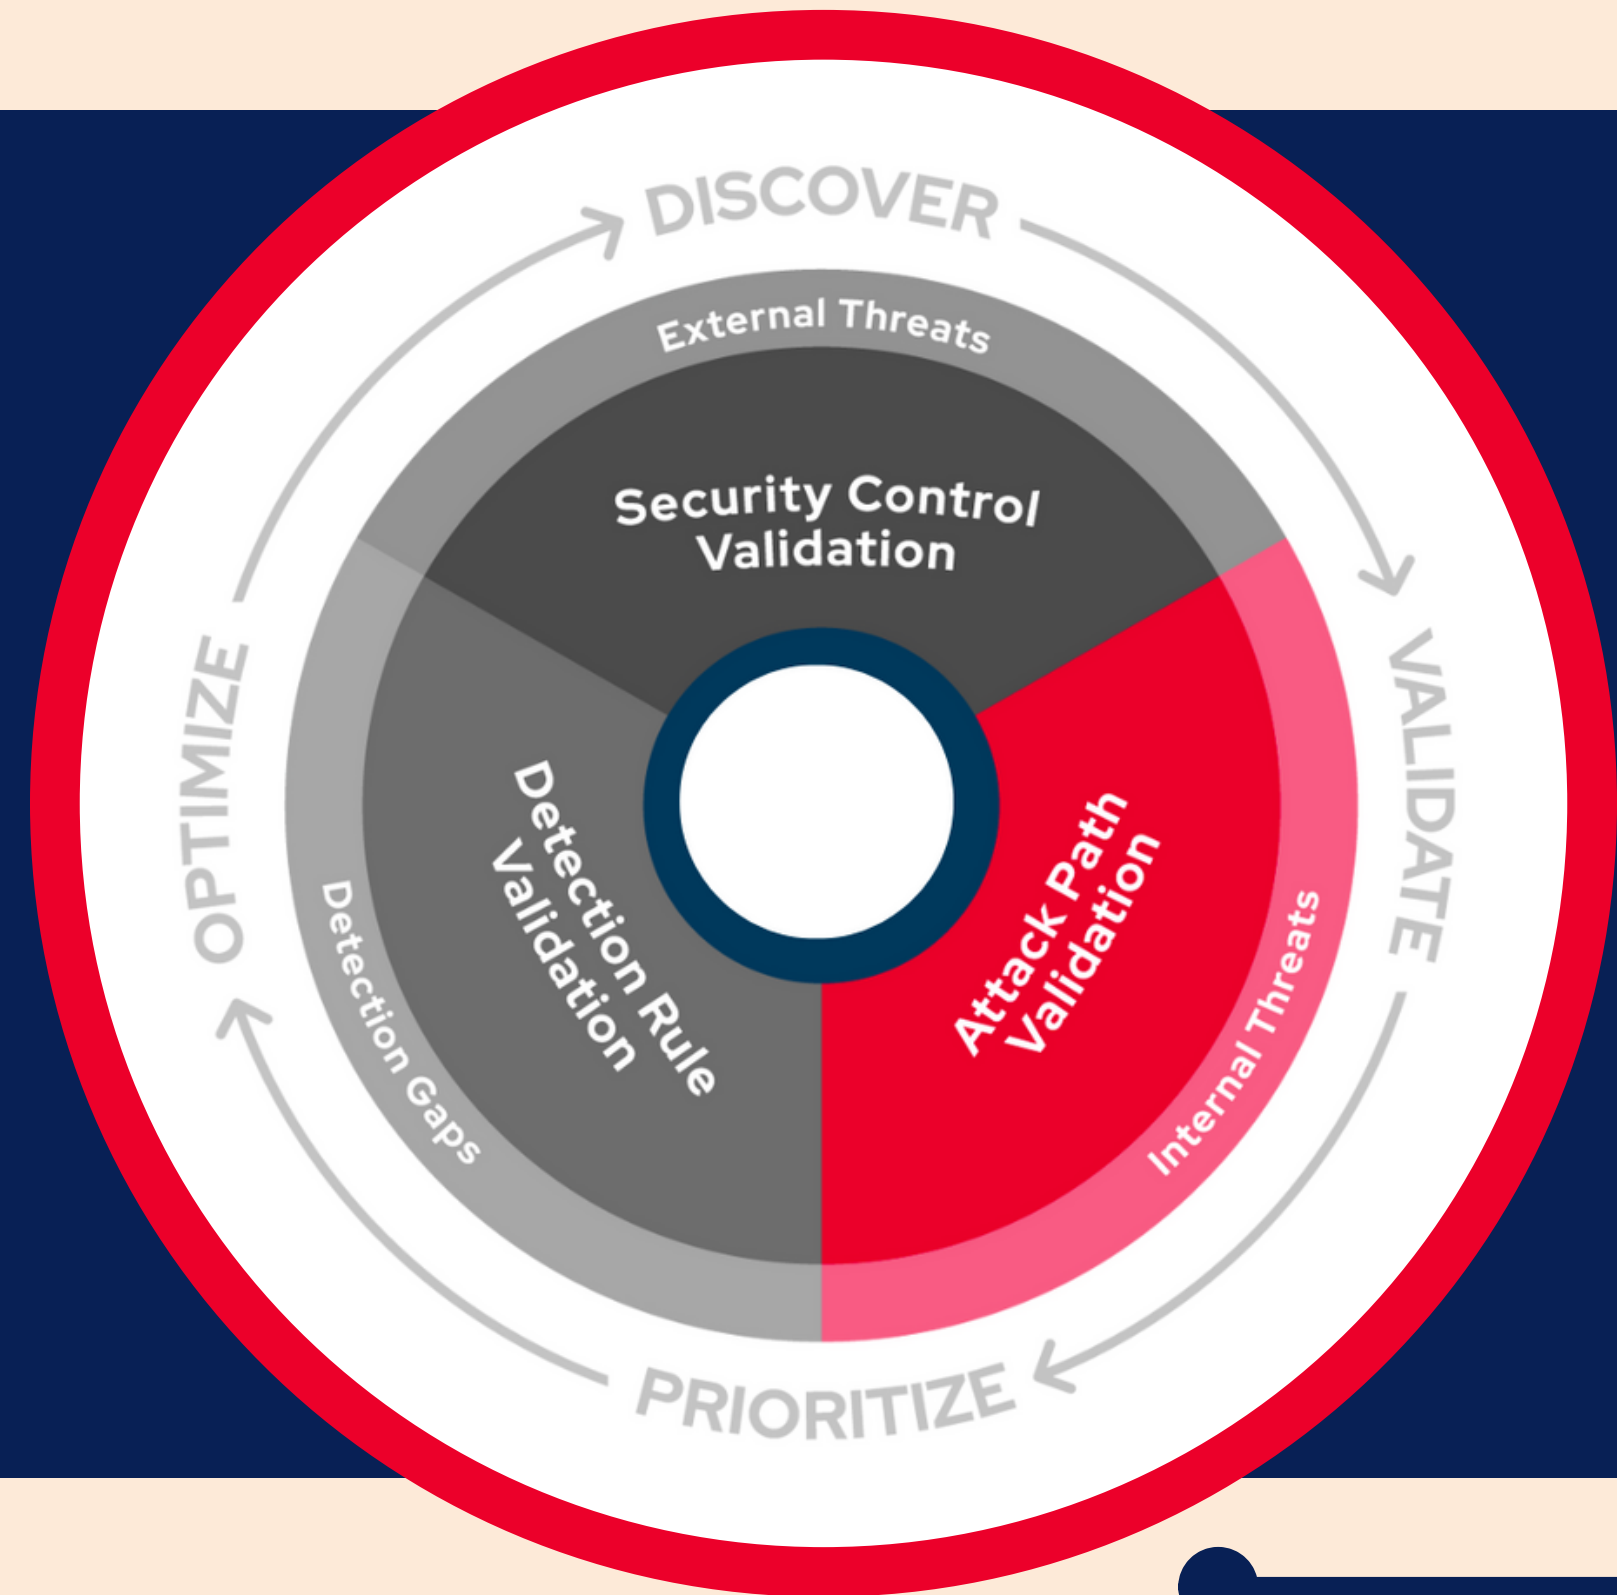 DISCOVER
External Threats
Security Control
Validation
VALIDATE
Attack Path
Validation
Internal Threats
PRIORITIZE
OPTIMIZE
Detection Rule
Validation
Detection Gaps